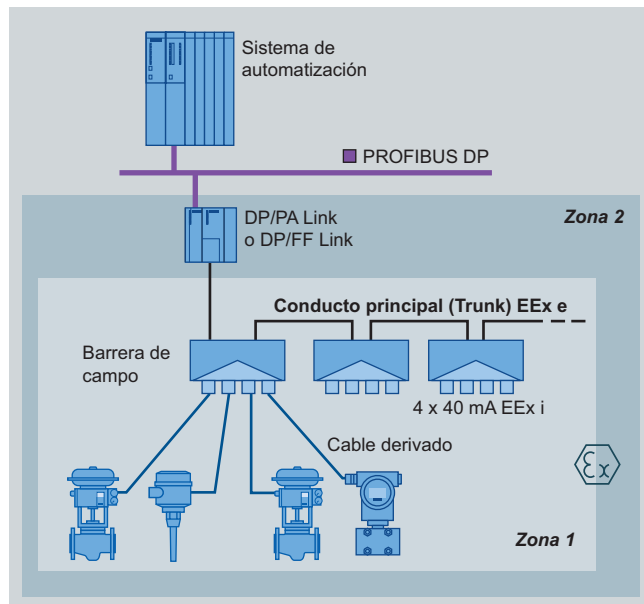 Sistema de
automatización
PROFIBUS DP
DP/PA Link
o DP/FF Link
Zona 2
Conducto principal (Trunk) EEx e
Barrera de
campo
4 x 40 mA EEx i
Cable derivado
Ex
Zona 1